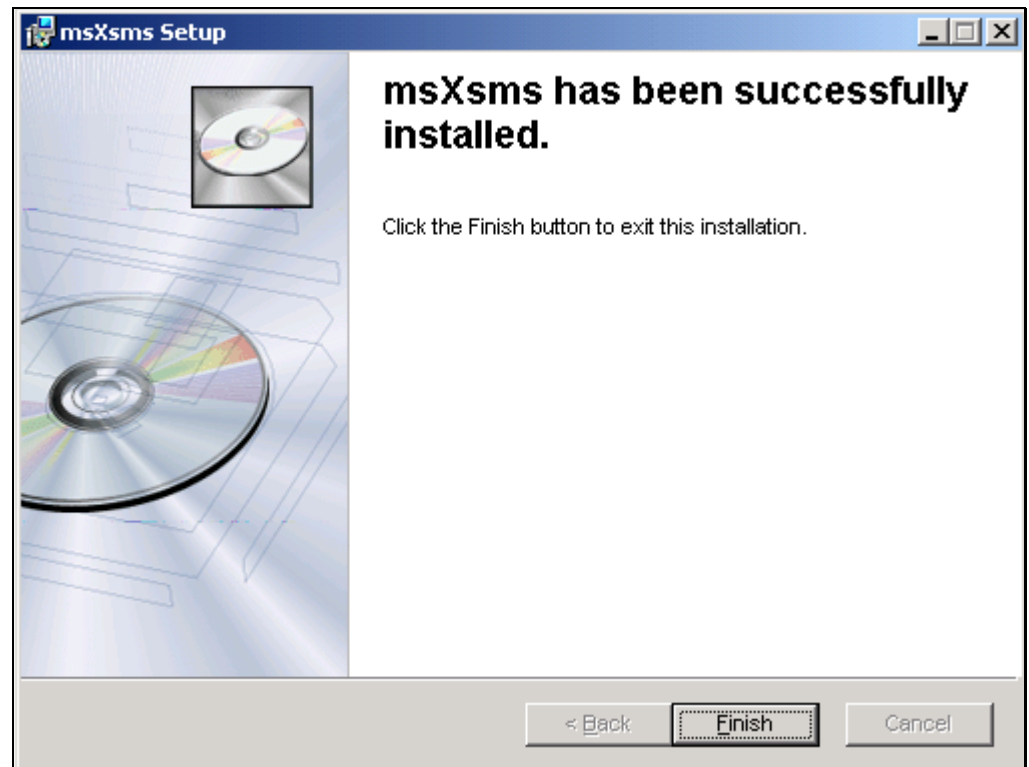 msXsms Setup
msXsms has been successfully
installed.
Click the Finish button to exit this installation.
< Back
Finish
Cancel